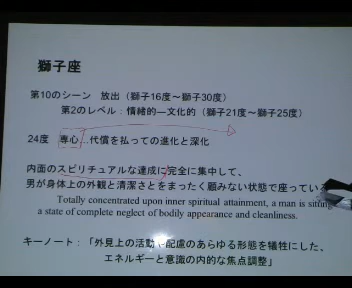 獅子座
第10のシーン 放出（獅子16度～獅子30度）
第2のレベル：情緒的―文化的（獅子21度～獅子25度）
24度 専心…代償を払っての進化と深化
内面のスピリチュアルな達成に完全に集中して、
男が身体上の外観と清潔さとをまったく顧みない状態で座っている
Totally concentrated upon inner spiritual attainment, a man is sitting
a state of complete neglect of bodily appearance and cleanliness.
キーノート：「外見上の活動や配慮のあらゆる形態を犠牲にした、
エネルギーと意識の内的な焦点調整」